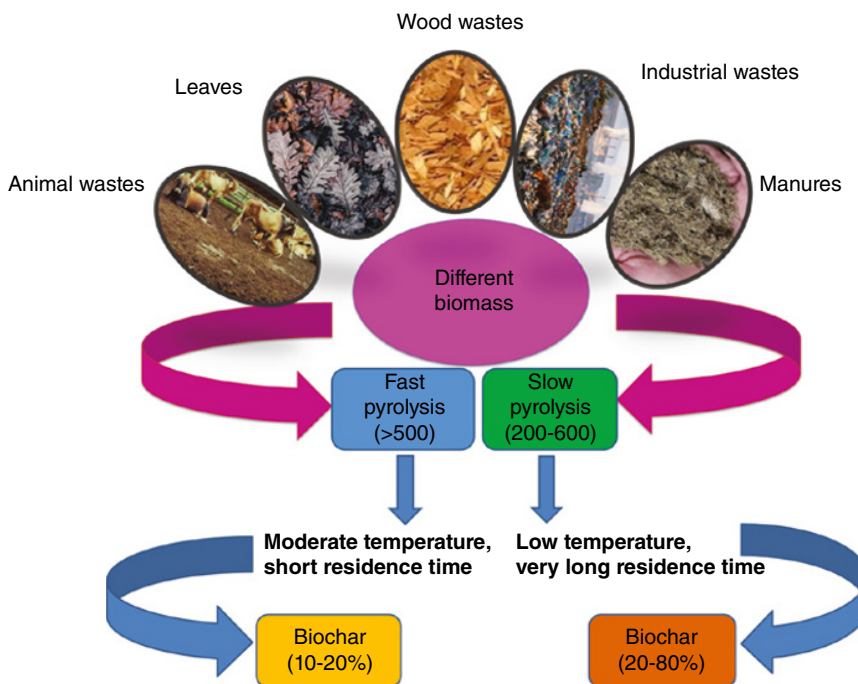 Wood wastes
Leaves
Industrial wastes
Animal wastes
Manures
Different
biomass
Fast
pyrolysis
(>500)
Slow
pyrolysis
(200-600)
Moderate temperature,
short residence time
Low temperature,
very long residence time
Biochar
(10-20%)
Biochar
(20-80%)